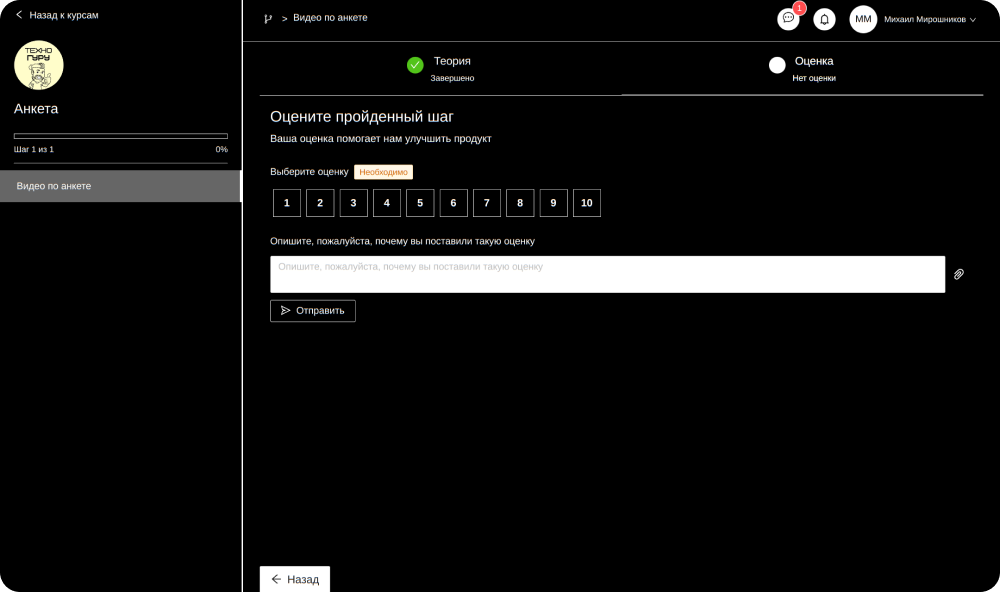 Назад к курсам
ТЕХНО
ГУРУ
Анкета
Шаг 1 из 1
0%
Видео по анкете
> Видео по анкете
1
ММ
Михаил Мирошников
Теория
Завершено
Оценка
Нет оценки
Оцените пройденный шаг
Ваша оценка помогает нам улучшить продукт
Выберите оценку Необходимо
1 2 3 4 5 6 7 8 9 10
Опишите, пожалуйста, почему вы поставили такую оценку
Опишите, пожалуйста, почему вы поставили такую оценку
Отправить
Назад